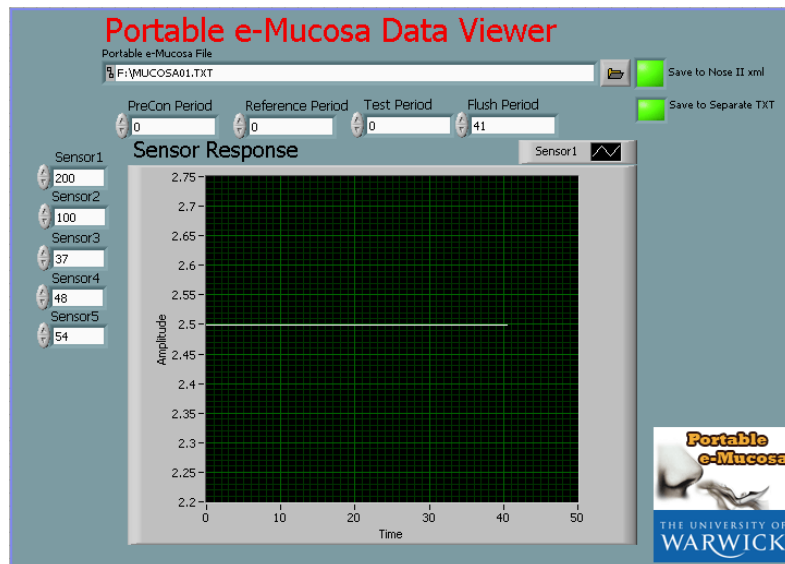 Portable e-Mucosa Data Viewer
Portable e-Mucosa File
F:\MUCOSA01.TXT
Save to Nose II xml
Save to Separate TXT
PreCon Period
Reference Period
Test Period
Flush Period
0
0
0
41
Sensor Response
Sensor1
Sensor1
200
Sensor2
100
Sensor3
37
Sensor4
48
Sensor5
54
Amplitude
2.75
2.7
2.65
2.6
2.55
2.5
2.45
2.4
2.35
2.3
2.25
2.2
0
10
20
30
40
50
Time
Portable
e-Mucosa
THE UNIVERSITY OF
WARWICK